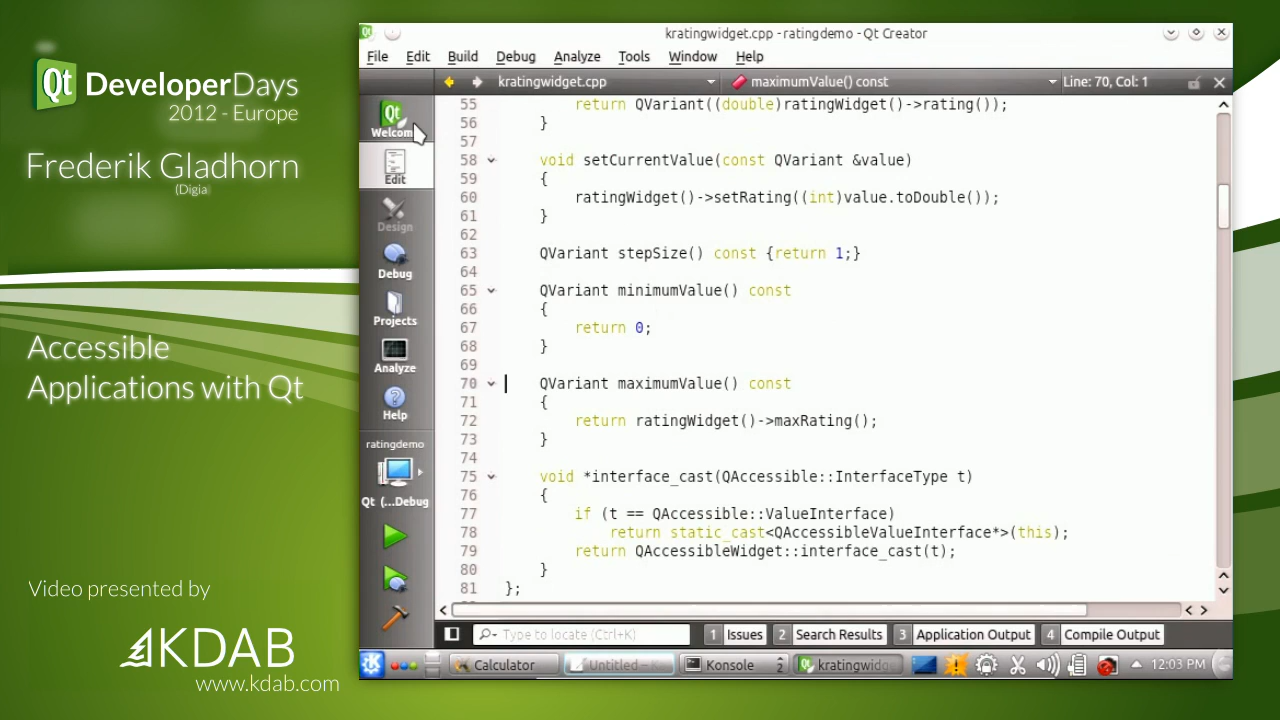 Qt DeveloperDays
2012 - Europe
Frederik Gladhorn
(Digia)
Accessible
Applications with Qt
Video presented by
KDAB
www.kdab.com
kratingwidget.cpp - ratingdemo - Qt Creator
File Edit Build Debug Analyze Tools Window Help
kratingwidget.cpp maximumValue() const Line: 70, Col: 1
Welcom
Edit
Design
Debug
Projects
Analyze
Help
ratingdemo
Qt (...Debug
55 return QVariant((double)ratingWidget()->rating());
56 }
57
58 void setCurrentValue(const QVariant &value)
59 {
60 ratingWidget()->setRating((int)value.toDouble());
61 }
62
63 QVariant stepSize() const {return 1;}
64
65 QVariant minimumValue() const
66 {
67 return 0;
68 }
69
70 QVariant maximumValue() const
71 {
72 return ratingWidget()->maxRating();
73 }
74
75 void *interface_cast(QAccessible::InterfaceType t)
76 {
77 if (t == QAccessible::ValueInterface)
78 return static_cast<QAccessibleValueInterface*>(this);
79 return QAccessibleWidget::interface_cast(t);
80 }
81 };
Type to locate (Ctrl+K) 1 Issues 2 Search Results 3 Application Output 4 Compile Output
Calculator Untitled – K Konsole 2 kratingwidg 12:03 PM